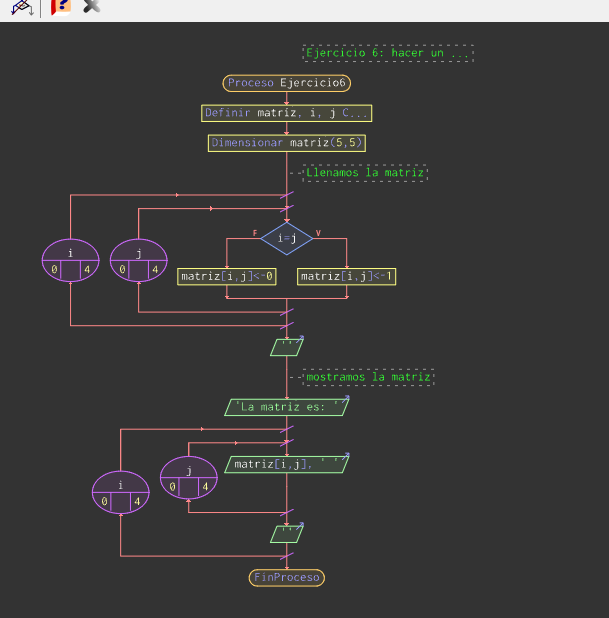 Ejercicio 6: hacer un ...
Proceso Ejercicio6
Definir matriz, i, j C...
Dimensionar matriz(5,5)
Llenamos la matriz
F
V
i=j
i
0
4
j
0
4
matriz[i,j]<-0
matriz[i,j]<-1
''
mostramos la matriz
'La matriz es: '
matriz[i,j], ' '
j
0
4
i
0
4
''
FinProceso